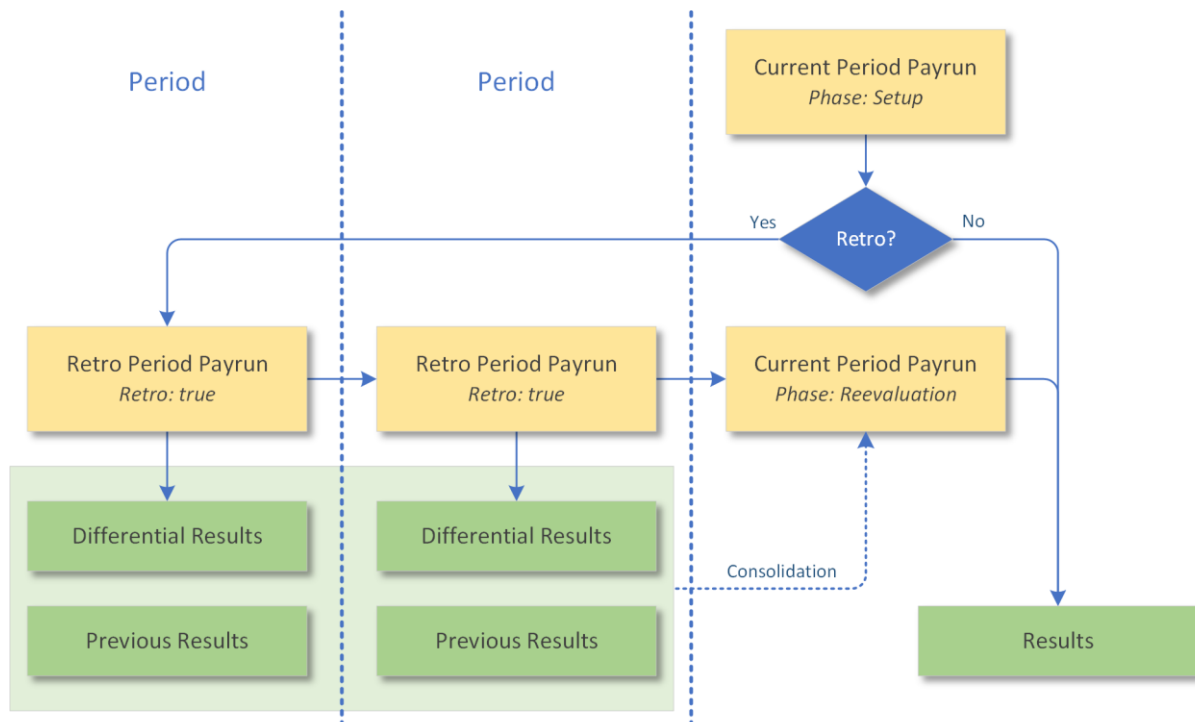 Period
Period
Current Period Payrun
Phase: Setup
Yes
Retro?
No
Retro Period Payrun
Retro: true
Retro Period Payrun
Retro: true
Current Period Payrun
Phase: Reevaluation
Differential Results
Differential Results
Consolidation
Previous Results
Previous Results
Results